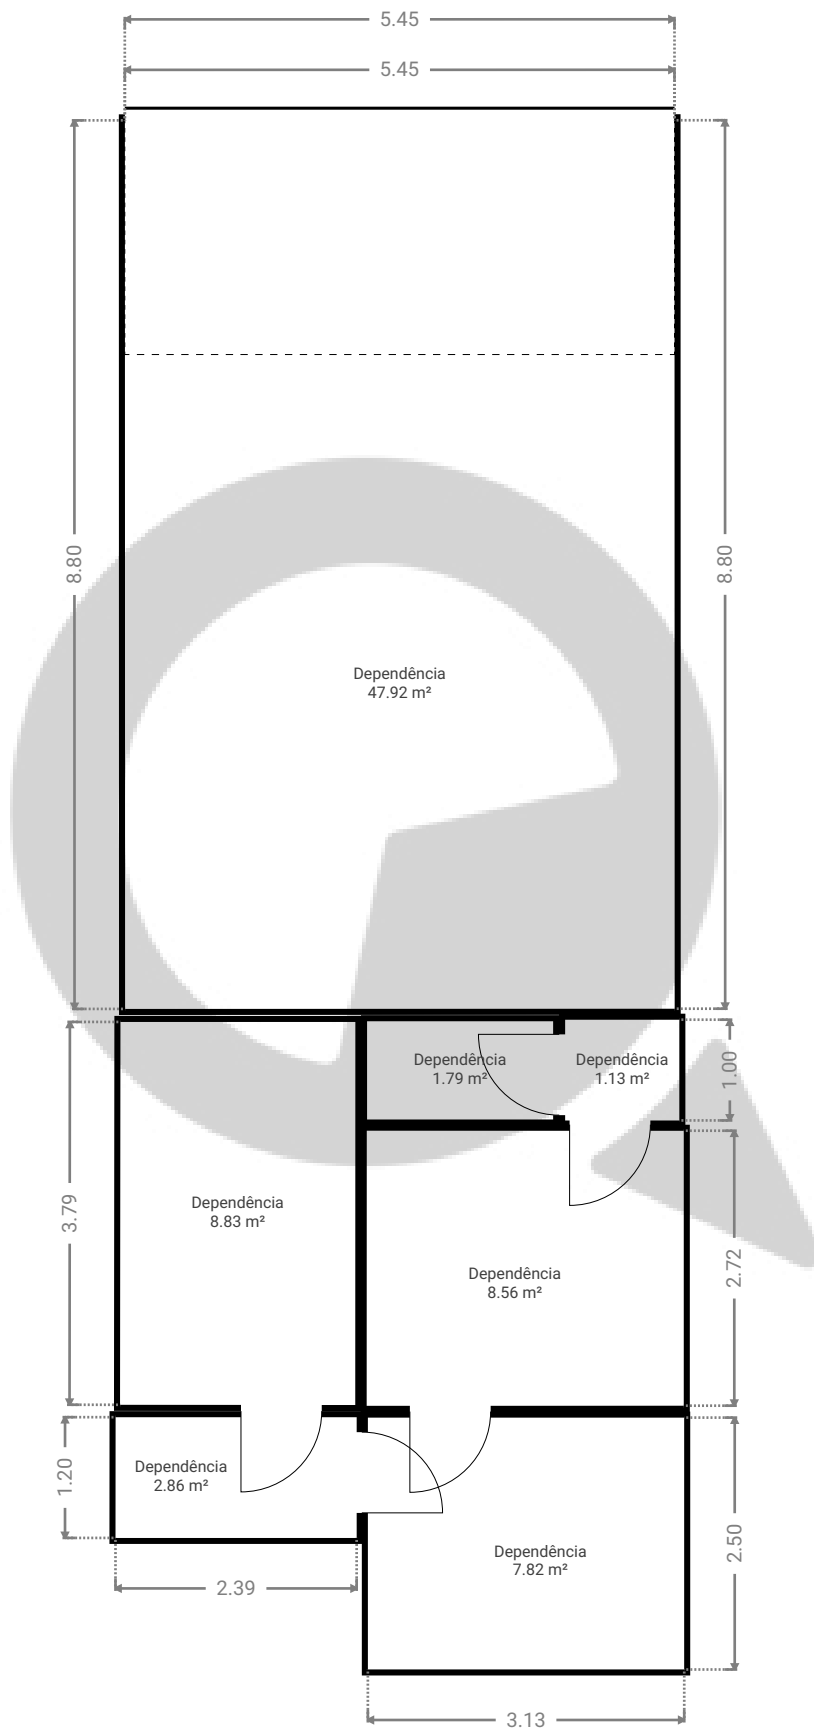 5.45
5.45
8.80
8.80
Dependência
47.92 m²
Dependência
1.79 m²
Dependência
1.13 m²
1.00
3.79
Dependência
8.83 m²
2.72
Dependência
8.56 m²
1.20
Dependência
2.86 m²
2.50
Dependência
7.82 m²
2.39
3.13